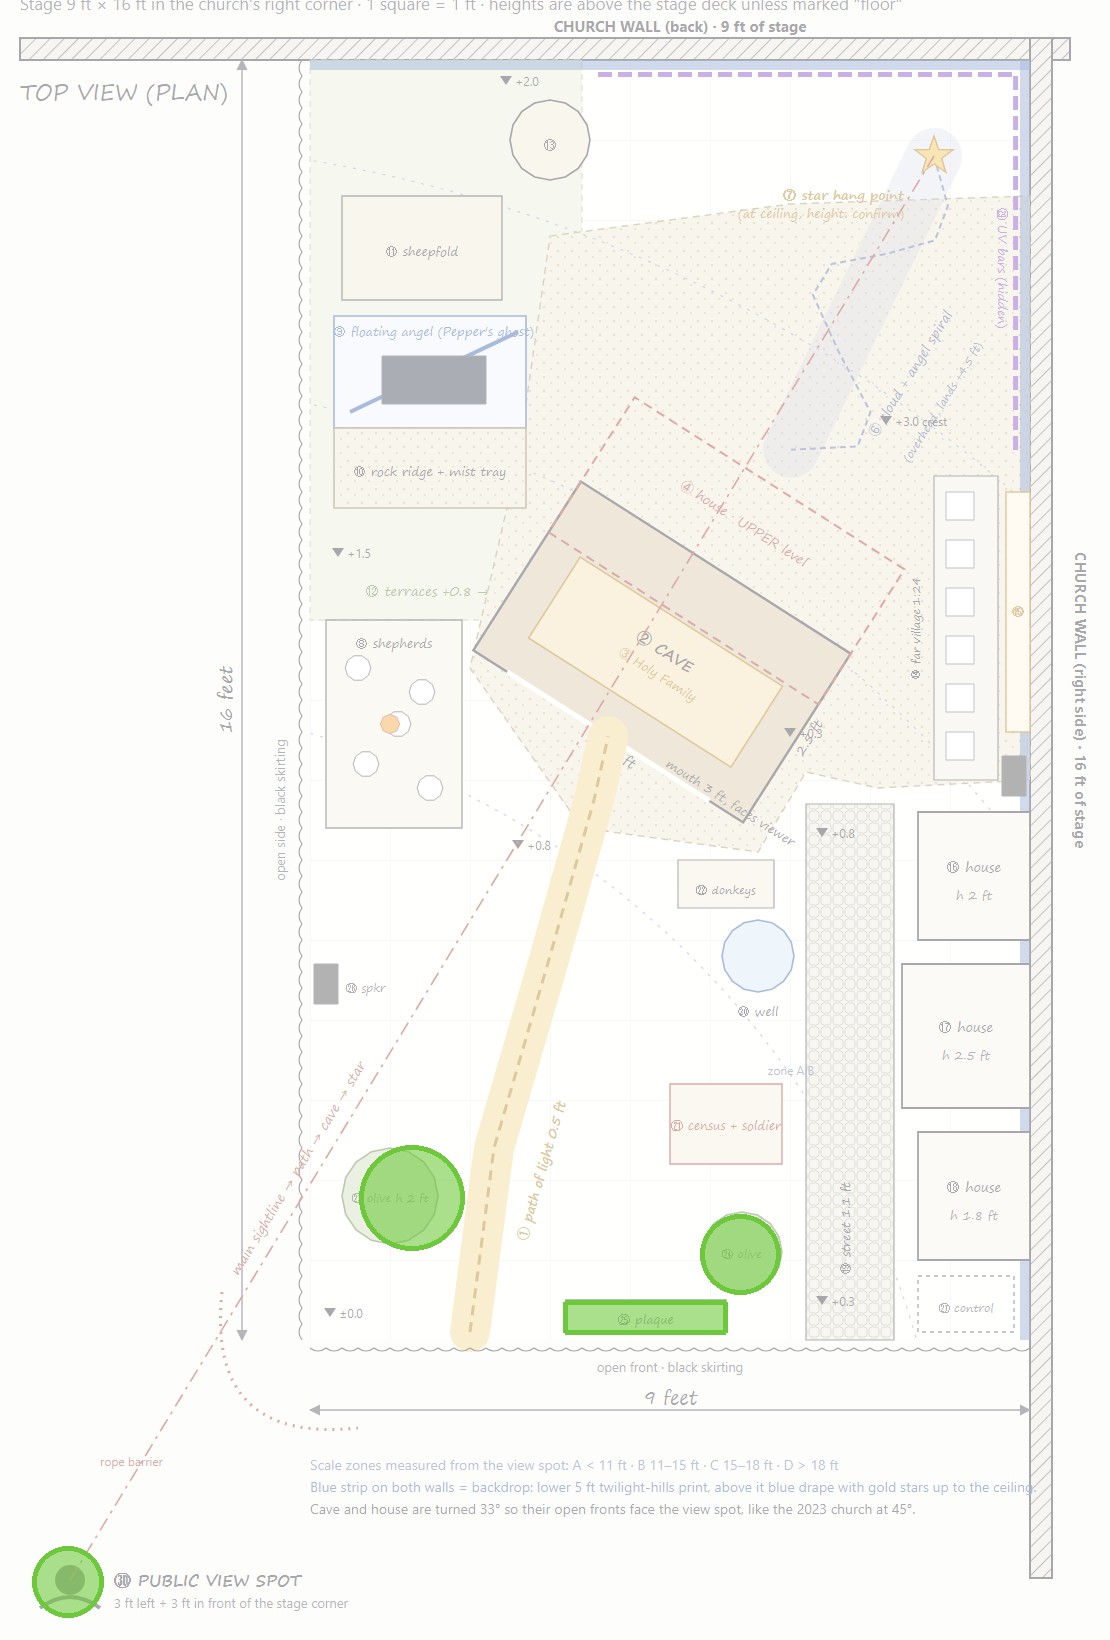 Stage 9 ft × 16 ft in the church's right corner · 1 square = 1 ft · heights are above the stage deck unless marked "floor"
CHURCH WALL (back) · 9 ft of stage
TOP VIEW (PLAN)
+2.0
⑬
⑦ star hang point
(at ceiling, height: confirm)
⑪ sheepfold
UV bars (hidden)
⑨ floating angel (Pepper's ghost)
⑥ cloud + angel spiral
(overhead, lands +4.5 ft)
+3.0 crest
⑩ rock ridge + mist tray
④ house · UPPER level
+1.5
⑫ terraces +0.8 →
② CAVE
③ Holy Family
⑭ far village 1:24
⑮
CHURCH WALL (right side) · 16 ft of stage
⑧ shepherds
16 feet
open side · black skirting
+0.3
2.5 ft
ft
mouth 3 ft, faces viewer
+0.8
+0.8
⑯ house
h 2 ft
㉒ donkeys
spkr
⑳ well
⑰ house
h 2.5 ft
zone A/B
㉑ census + soldier
① path of light 0.5 ft
main sightline → path → cave → star
olive h 2 ft
⑱ house
h 1.8 ft
⑲ street 1.1 ft
㉔ olive
±0.0
㉕ plaque
+0.3
㉗ control
open front · black skirting
9 feet
rope barrier
Scale zones measured from the view spot: A < 11 ft · B 11–15 ft · C 15–18 ft · D > 18 ft
Blue strip on both walls = backdrop: lower 5 ft twilight-hills print, above it blue drape with gold stars up to the ceiling.
Cave and house are turned 33° so their open fronts face the view spot, like the 2023 church at 45°.
㉚ PUBLIC VIEW SPOT
3 ft left + 3 ft in front of the stage corner